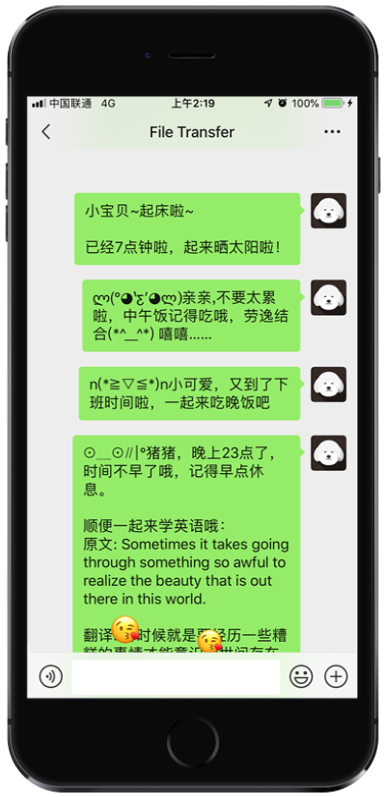 中国联通 4G 上午2:19 100%
File Transfer
小宝贝~起床啦~
已经7点钟啦，起来晒太阳啦！
ლ(°◕‵ƹ′◕ლ)亲亲,不要太累
啦，中午饭记得吃哦，劳逸结
合(*^__^*) 嘻嘻……
n(*≧▽≦*)n小可爱，又到了下
班时间啦，一起来吃晚饭吧
⊙﹏⊙∥∣°猪猪，晚上23点了，
时间不早了哦，记得早点休
息。
顺便一起来学英语哦：
原文: Sometimes it takes going
through something so awful to
realize the beauty that is out
there in this world.
翻译 时候就是要经历一些糟
糕的事情才能意识 世间存在